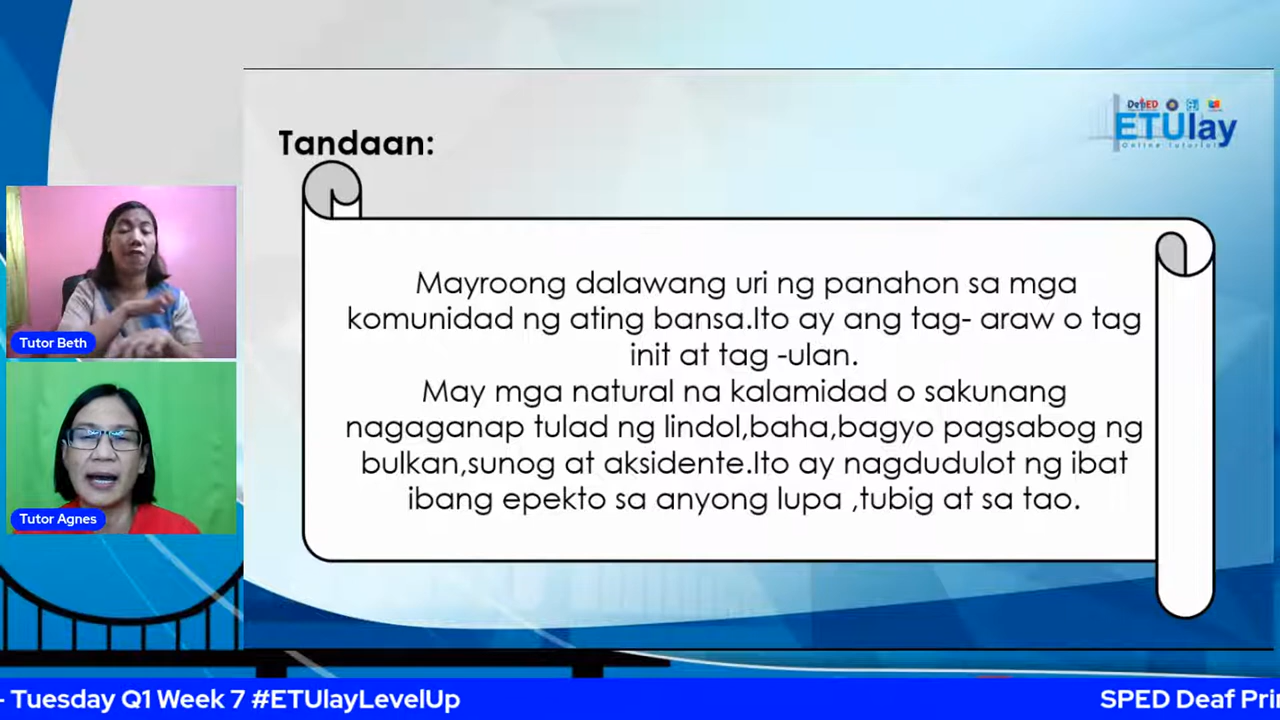 DepED
ETUlay
Online Tutorial
Tandaan:
Mayroong dalawang uri ng panahon sa mga
komunidad ng ating bansa.Ito ay ang tag- araw o tag
init at tag -ulan.
May mga natural na kalamidad o sakunang
nagaganap tulad ng lindol,baha,bagyo pagsabog ng
bulkan,sunog at aksidente.Ito ay nagdudulot ng ibat
ibang epekto sa anyong lupa ,tubig at sa tao.
Tutor Beth
Tutor Agnes
- Tuesday Q1 Week 7 #ETUlayLevelUp
SPED Deaf Pri